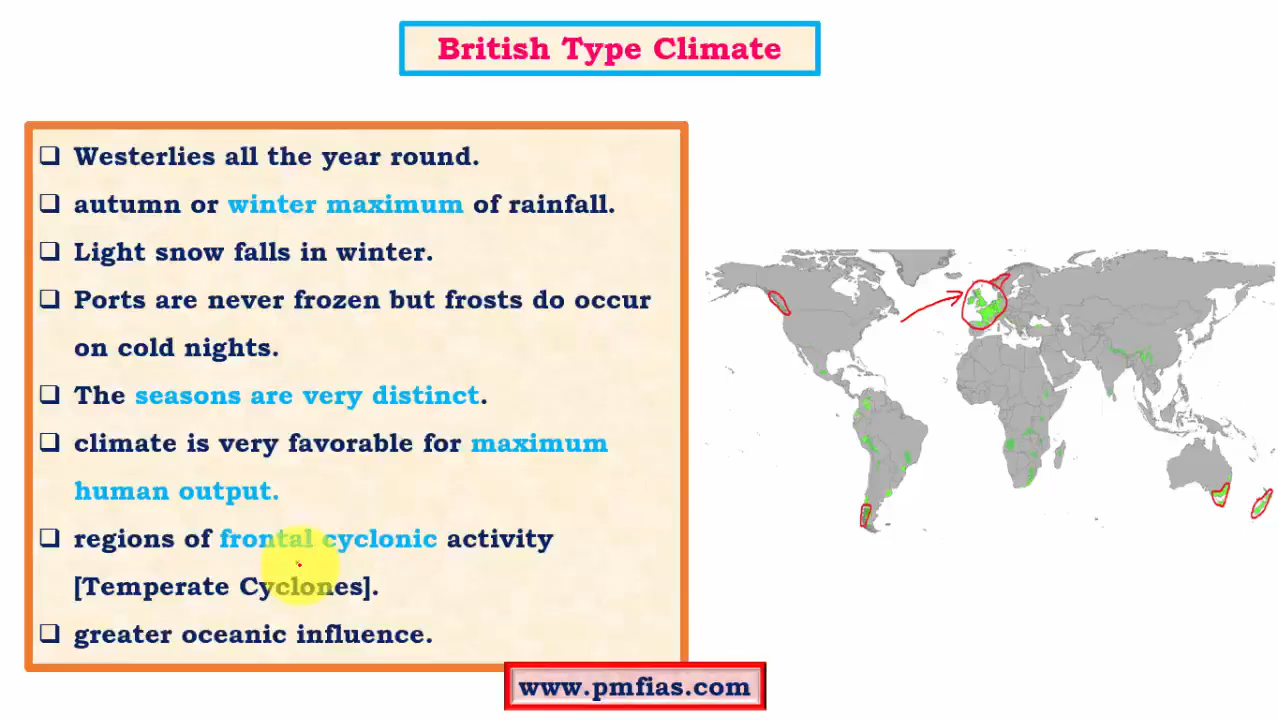 British Type Climate
❑ Westerlies all the year round.
❑ autumn or winter maximum of rainfall.
❑ Light snow falls in winter.
❑ Ports are never frozen but frosts do occur
on cold nights.
❑ The seasons are very distinct.
❑ climate is very favorable for maximum
human output.
❑ regions of frontal cyclonic activity
[Temperate Cyclones].
❑ greater oceanic influence.
www.pmfias.com